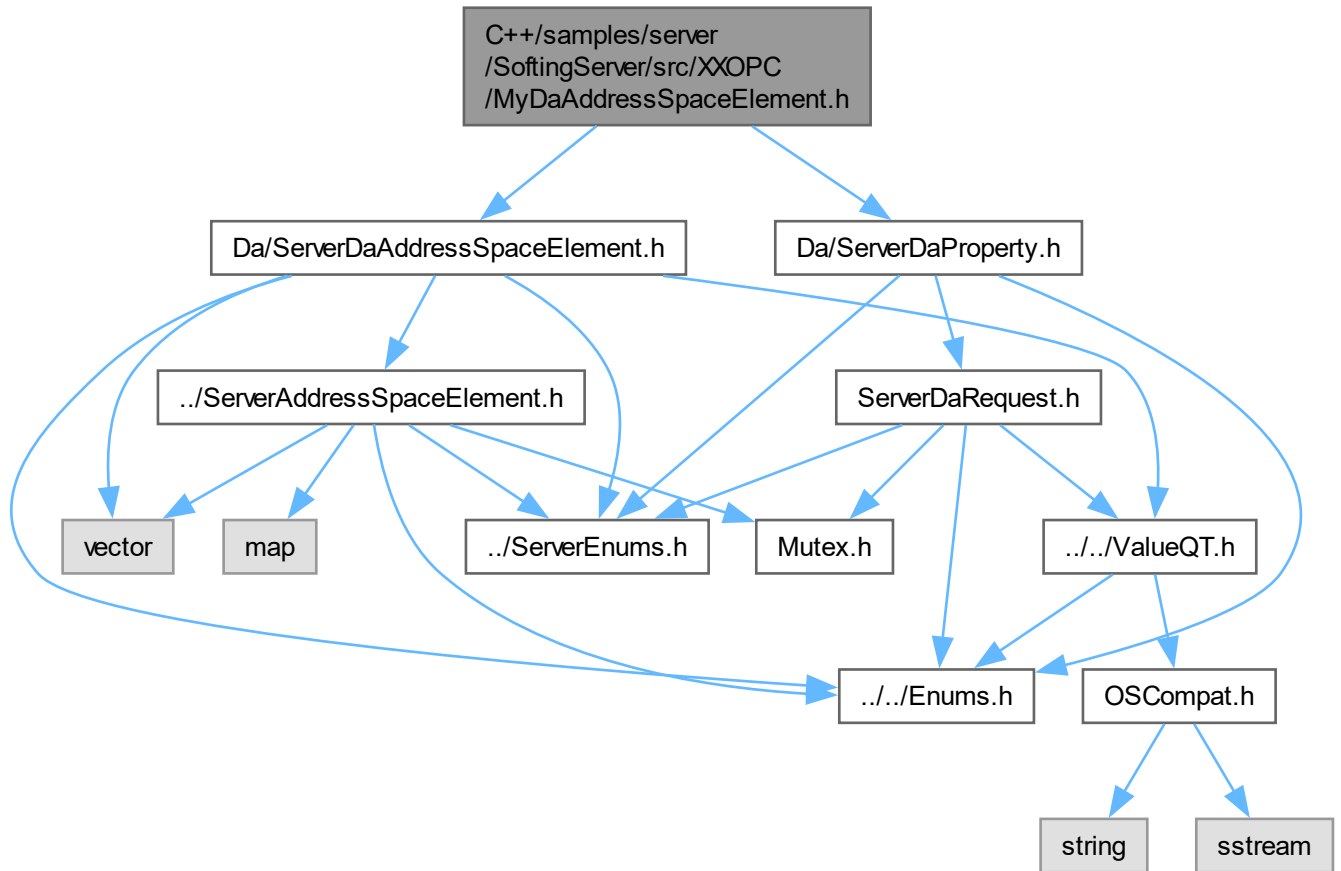 C++/samples/server
/SoftingServer/src/XXOPC
/MyDaAddressSpaceElement.h
Da/ServerDaAddressSpaceElement.h
Da/ServerDaProperty.h
../ServerAddressSpaceElement.h
ServerDaRequest.h
vector
map
../ServerEnums.h
Mutex.h
../../ValueQT.h
../../Enums.h
OSCompat.h
string
sstream